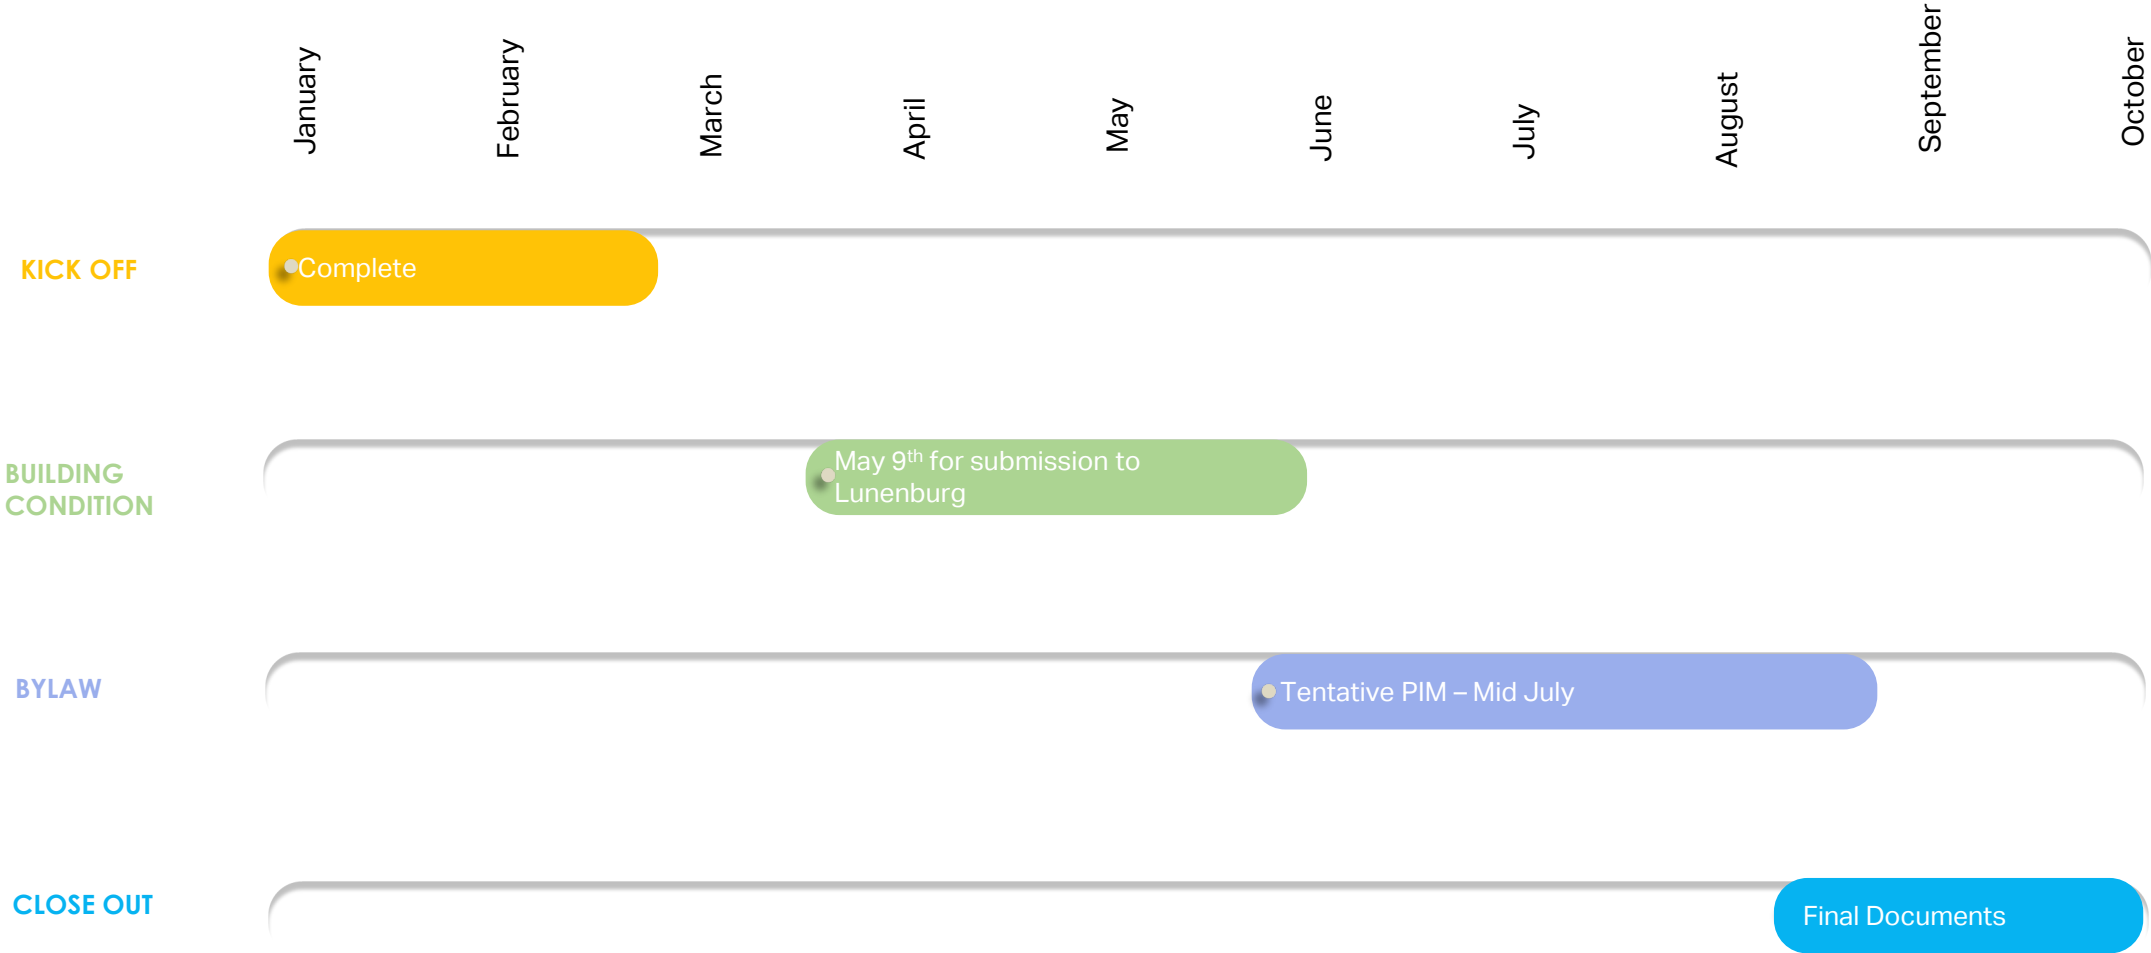 January
February
March
April
May
June
July
August
September
October
KICK OFF
Complete
BUILDING
CONDITION
May 9th for submission to
Lunenburg
BYLAW
Tentative PIM – Mid July
CLOSE OUT
Final Documents